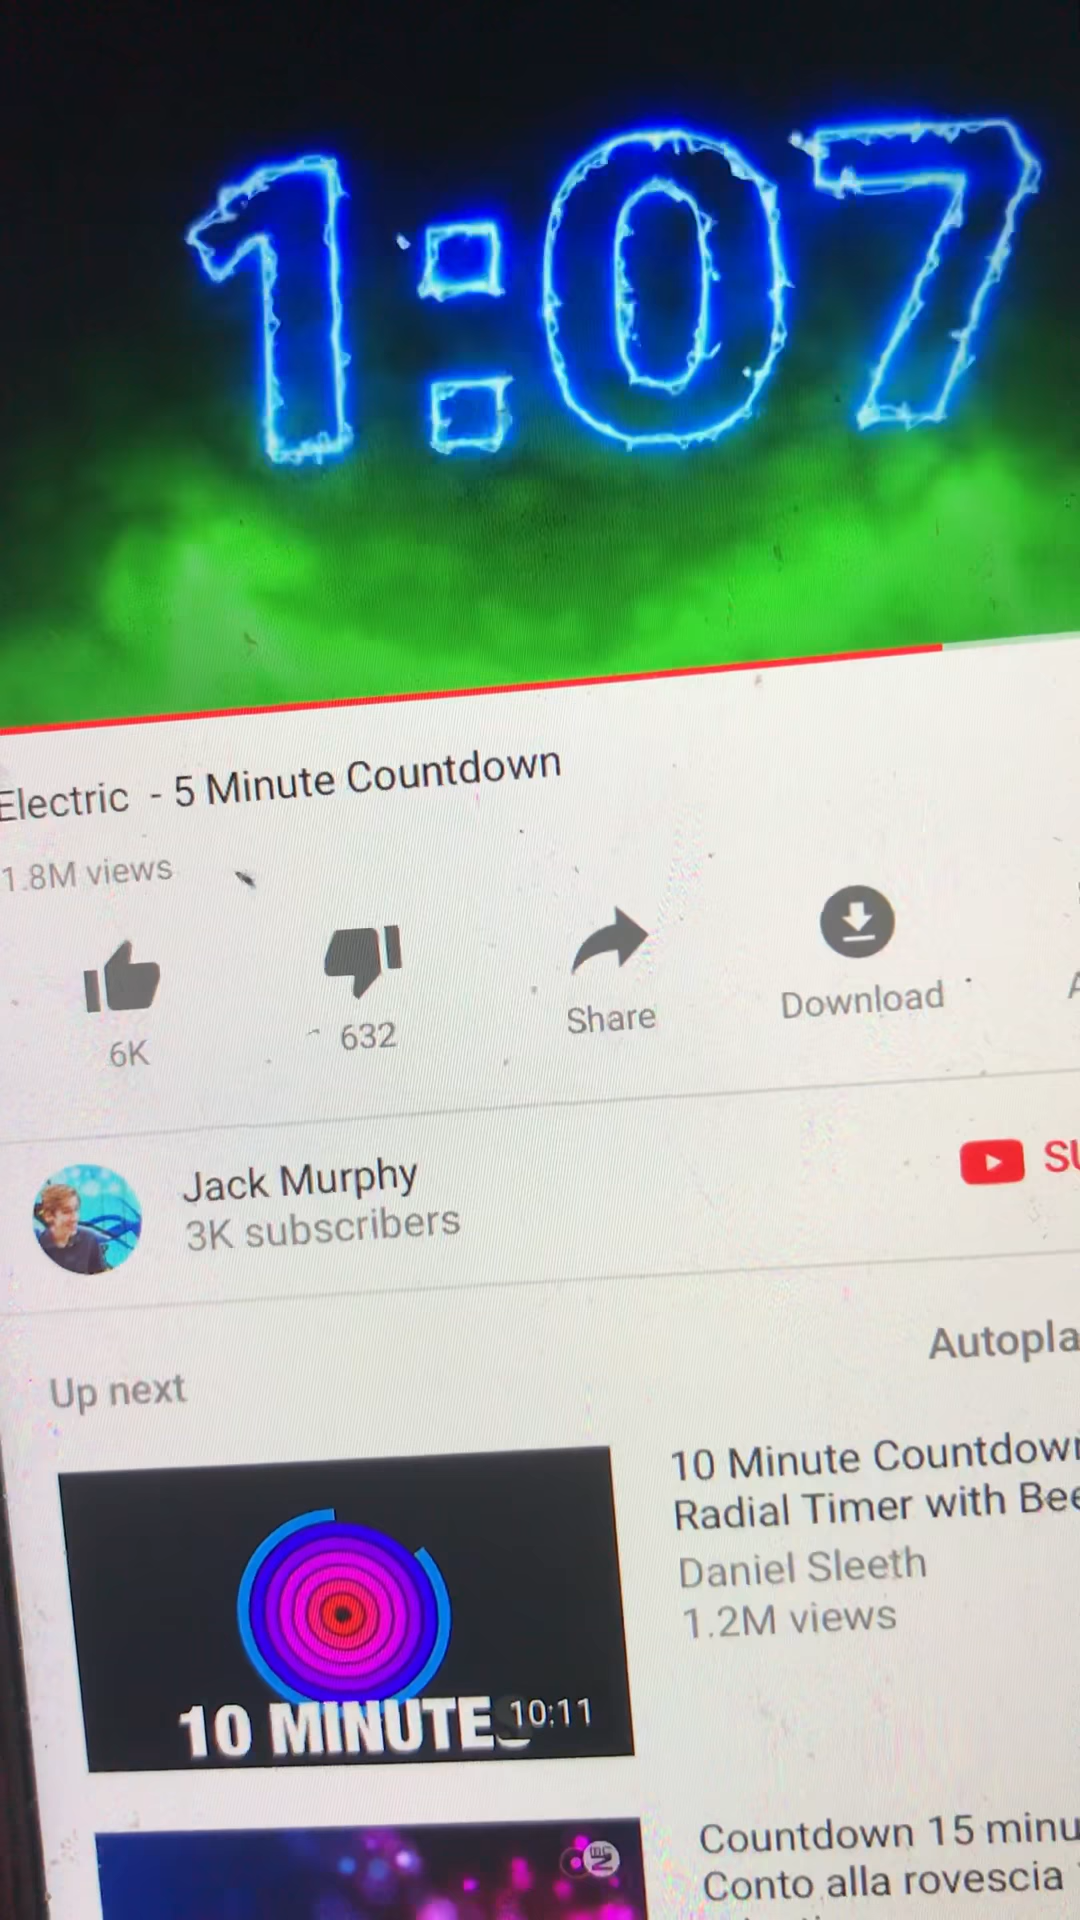 1:07
Electric - 5 Minute Countdown
1.8M views
6K
632
Share
Download
Jack Murphy
3K subscribers
Up next
10 MINUTE
10:11
10 Minute Countdown
Radial Timer with
Daniel Sleeth
1.2M views
Countdown 15
Conto alla rovescia